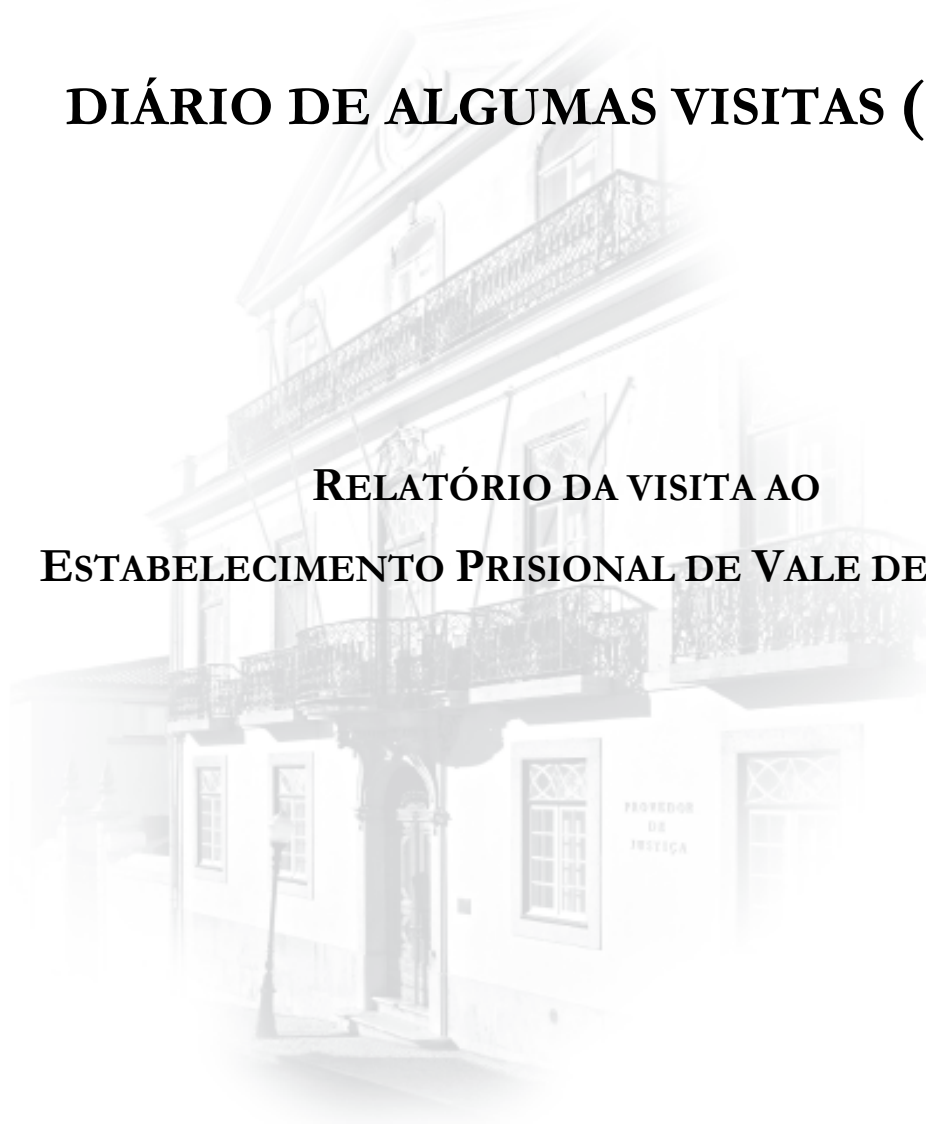 DIÁRIO DE ALGUMAS VISITAS (
RELATÓRIO DA VISITA AO
ESTABELECIMENTO PRISIONAL DE VALE DE
PROVEDOR
DE
JUSTIÇA